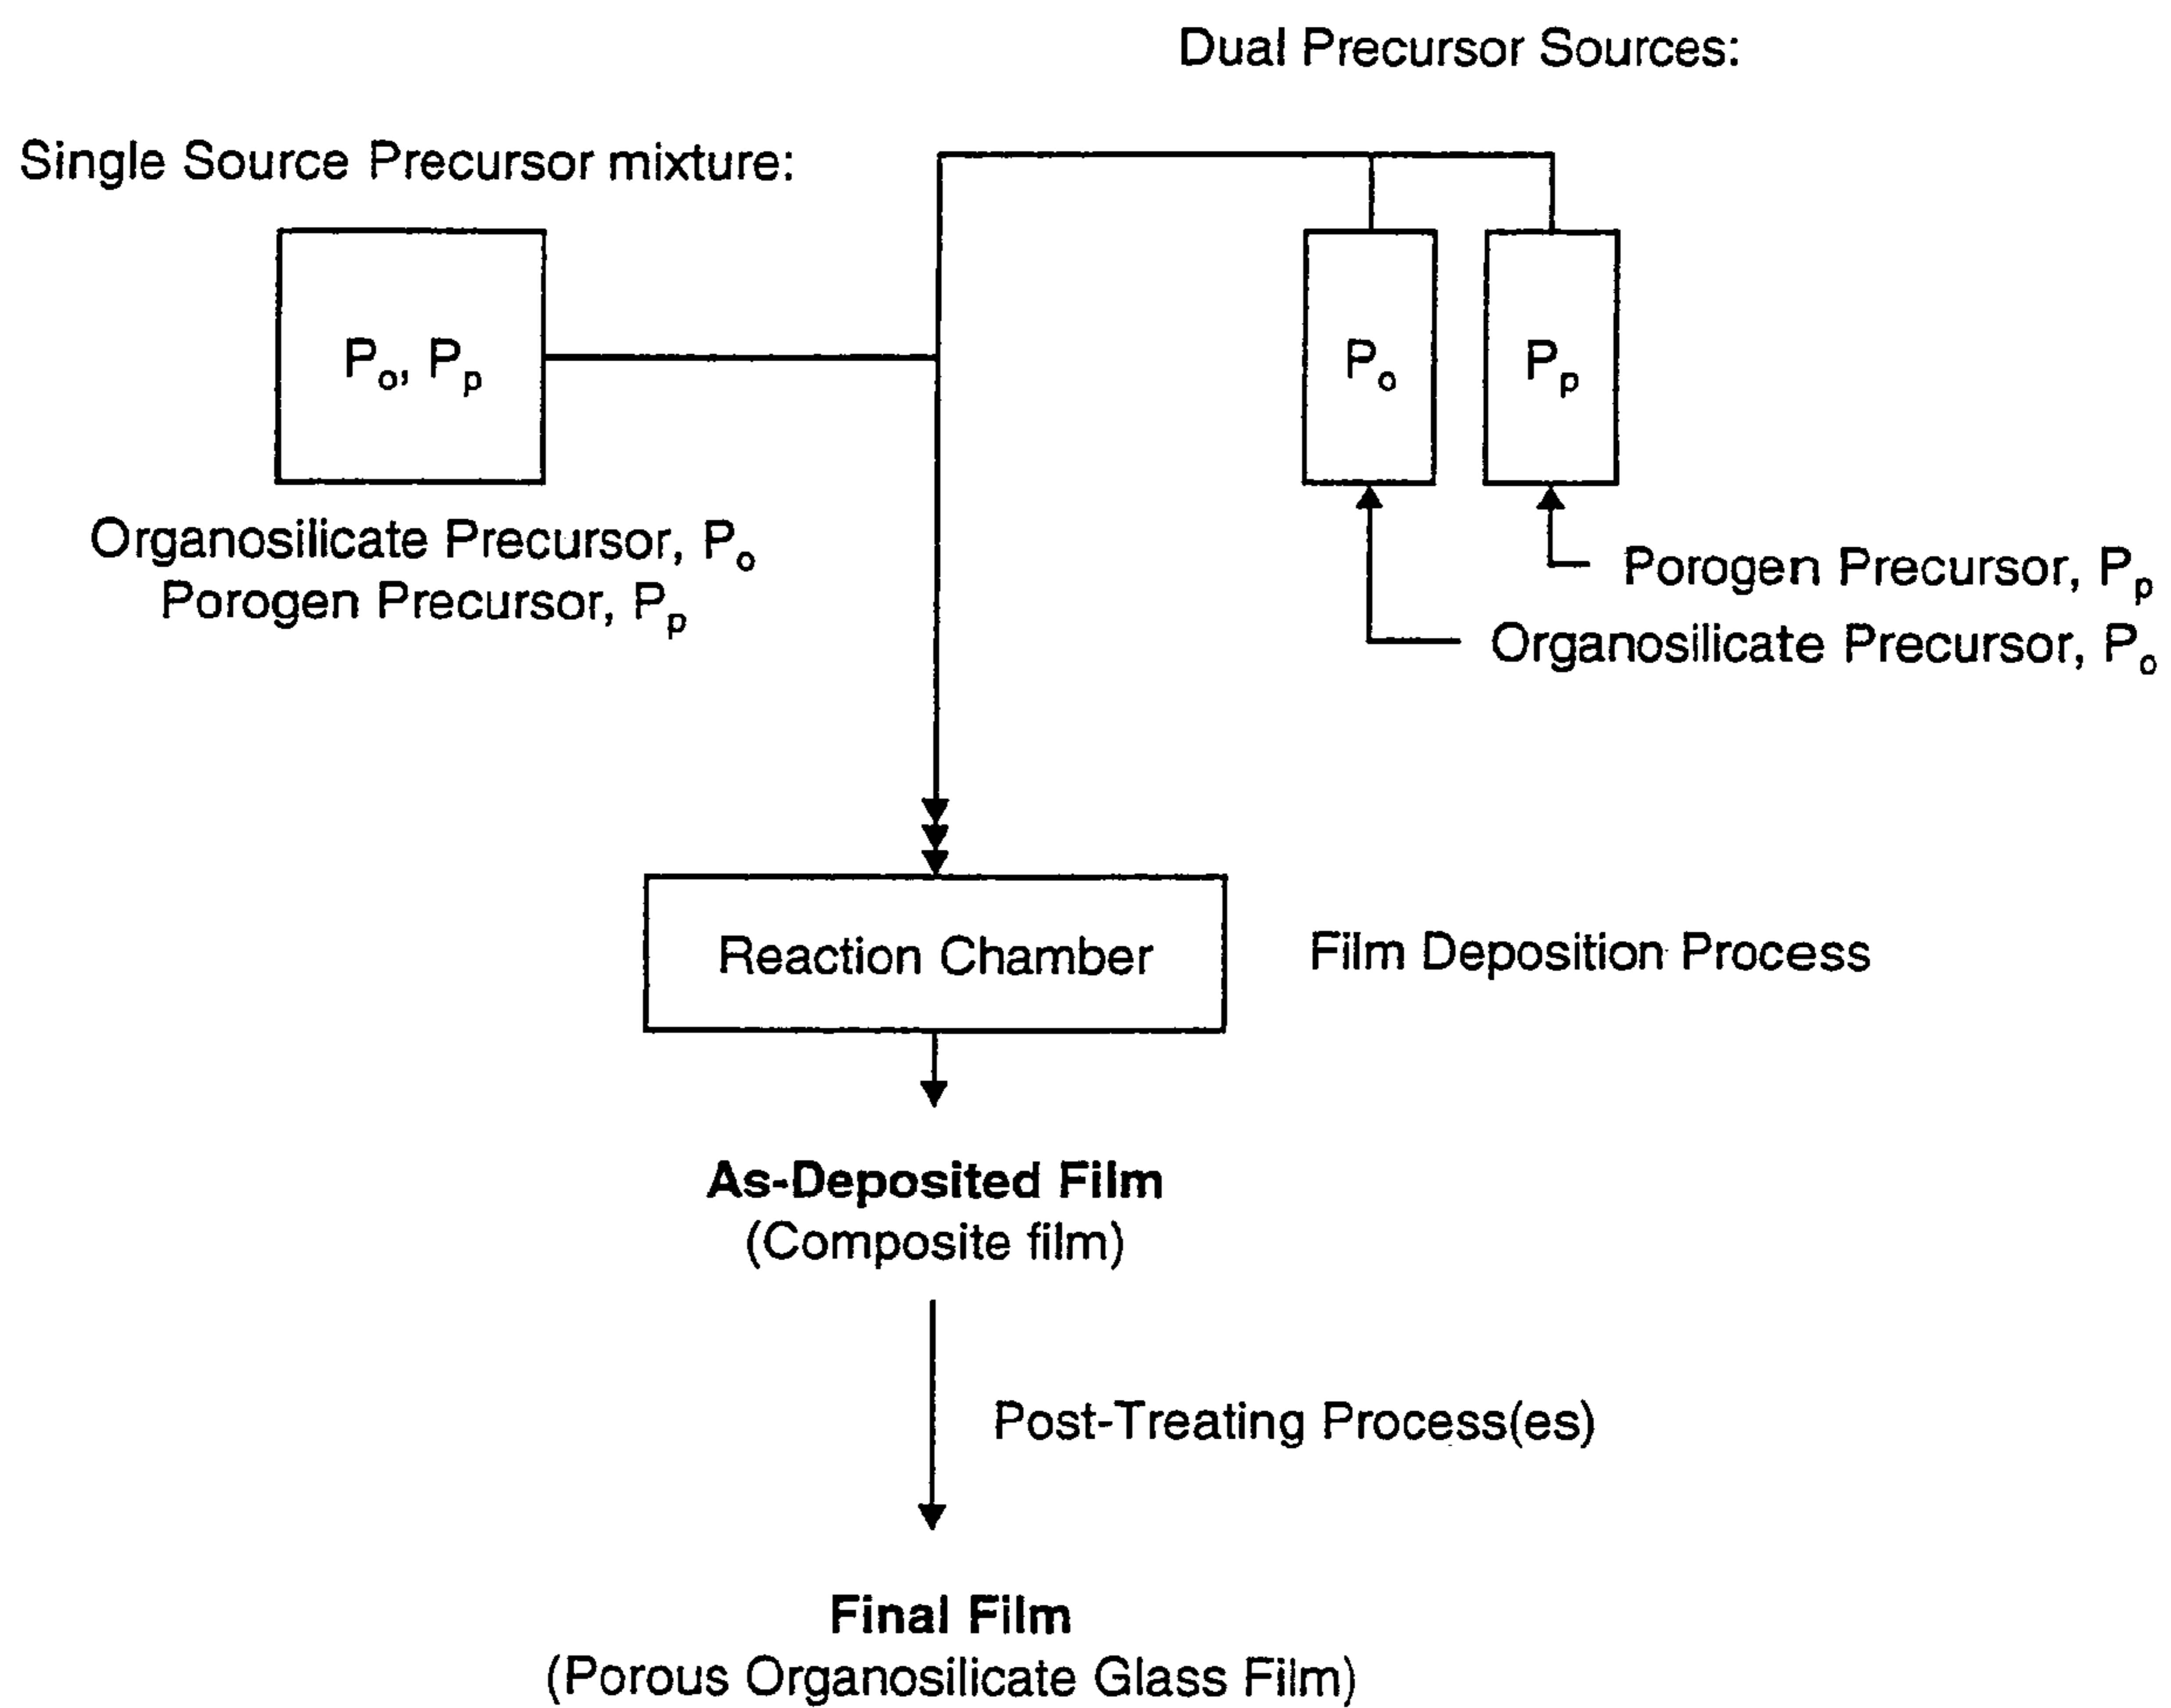 Dual Precursor Sources:
Single Source Precursor mixture:
Pₒ, Pₚ
Pₒ
Pₚ
Organosilicate Precursor, Pₒ
Porogen Precursor, Pₚ
Porogen Precursor, Pₚ
Organosilicate Precursor, Pₒ
Reaction Chamber
Film Deposition Process
As-Deposited Film
(Composite film)
Post-Treating Process(es)
Final Film
(Porous Organosilicate Glass Film)